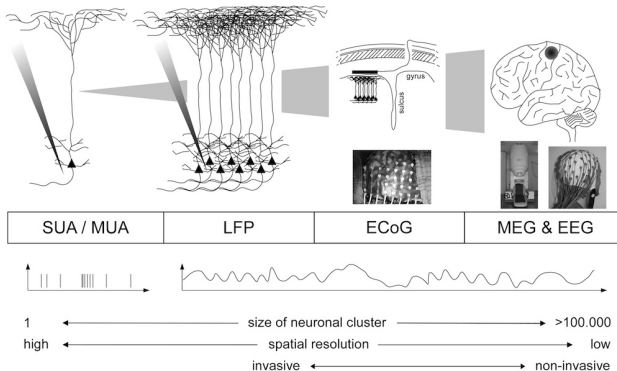 gyrus
sulcus
SUA / MUA LFP ECoG MEG & EEG
1 size of neuronal cluster >100.000
high spatial resolution low
invasive non-invasive